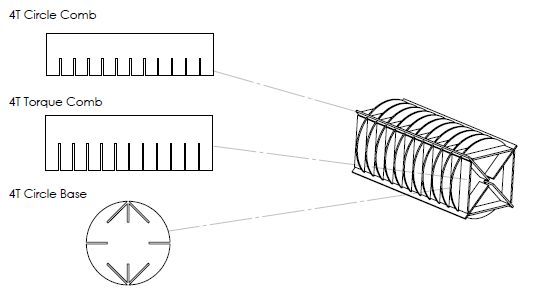 4T Circle Comb
4T Torque Comb
4T Circle Base